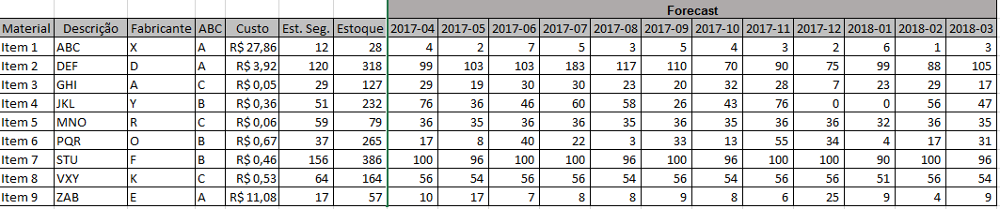 Forecast
Material Descrição Fabricante ABC Custo Est. Seg. Estoque 2017-04 2017-05 2017-06 2017-07 2017-08 2017-09 2017-10 2017-11 2017-12 2018-01 2018-02 2018-03
Item 1 ABC X A R$ 27,86 12 28 4 2 7 5 3 5 4 3 2 6 1 3
Item 2 DEF D A R$ 3,92 120 318 99 103 103 183 117 110 70 90 75 99 88 105
Item 3 GHI A C R$ 0,05 29 127 29 19 30 30 23 20 32 28 7 23 29 17
Item 4 JKL Y B R$ 0,36 51 232 76 36 46 60 58 26 43 76 0 0 56 47
Item 5 MNO R C R$ 0,06 59 79 36 35 36 36 35 36 35 36 36 32 36 35
Item 6 PQR O B R$ 0,67 37 265 17 8 40 22 3 33 13 55 34 4 17 31
Item 7 STU F B R$ 0,46 156 386 100 96 100 100 96 100 96 100 100 90 100 96
Item 8 VXY K C R$ 0,53 64 164 56 54 56 56 54 56 54 56 56 51 56 54
Item 9 ZAB E A R$ 11,08 17 57 10 17 7 8 8 9 8 6 25 9 4 9